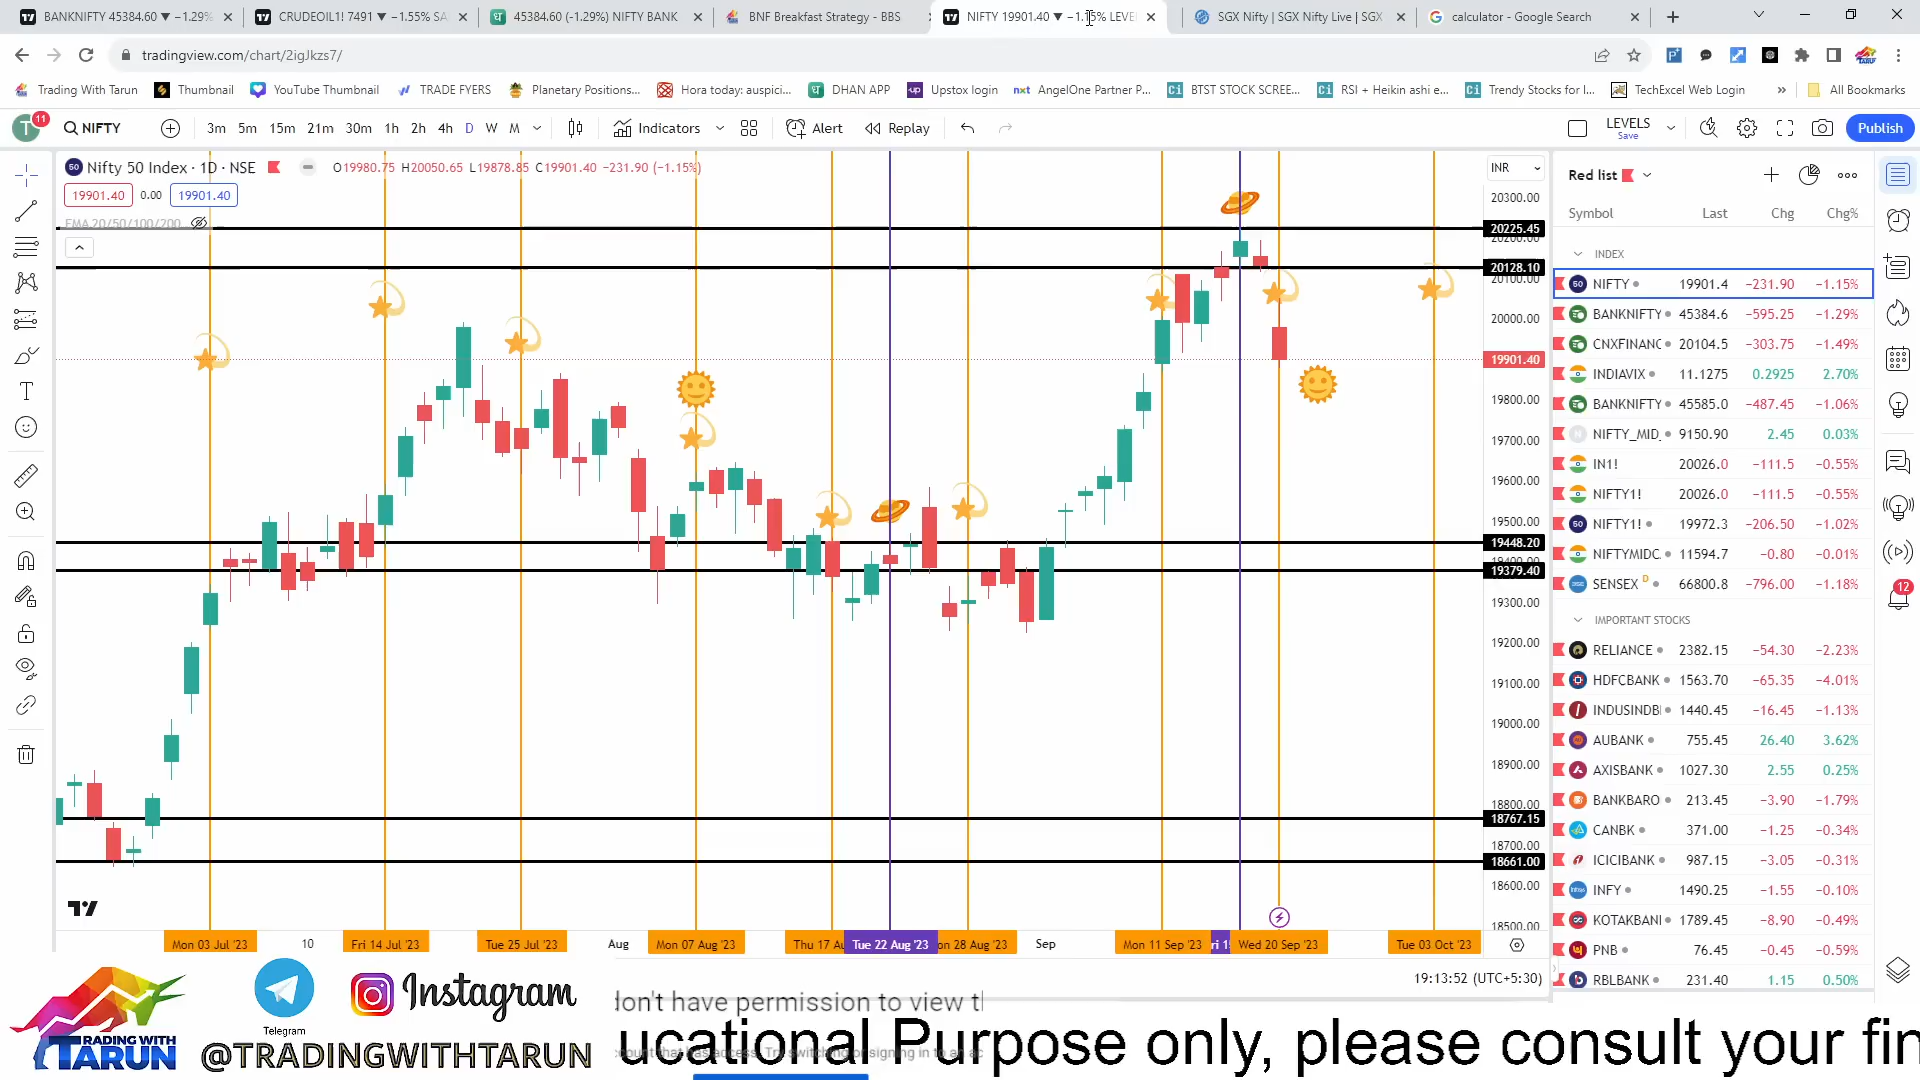 BANKNIFTY 45384.60 ▼ −1.29%
CRUDEOIL1! 7491 ▼ −1.55% SA
45384.60 (-1.29%) NIFTY BANK
BNF Breakfast Strategy - BBS
NIFTY 19901.40 ▼ −1.15% LEVE
SGX Nifty | SGX Nifty Live | SGX
calculator - Google Search
tradingview.com/chart/2igJkzs7/
Trading With Tarun
Thumbnail
YouTube Thumbnail
TRADE FYERS
Planetary Positions...
Hora today: auspici...
DHAN APP
Upstox login
AngelOne Partner P...
BTST STOCK SCREE...
RSI + Heikin ashi e...
Trendy Stocks for I...
TechExcel Web Login
»
All Bookmarks
T 11
NIFTY
3m 5m 15m 21m 30m 1h 2h 4h D W M
Indicators
Alert
Replay
LEVELS
Save
Publish
Nifty 50 Index · 1D · NSE
O19980.75 H20050.65 L19878.85 C19901.40 −231.90 (−1.15%)
19901.40 0.00 19901.40
EMA 20/50/100/200
INR
20300.00
20225.45
20200.00
20128.10
20100.00
20000.00
19901.40
19800.00
19700.00
19600.00
19500.00
19448.20
19400.00
19379.40
19300.00
19200.00
19100.00
19000.00
18900.00
18800.00
18767.15
18700.00
18661.00
18600.00
18500.00
Mon 03 Jul '23
10
Fri 14 Jul '23
Tue 25 Jul '23
Aug
Mon 07 Aug '23
Thu 17 Au
Tue 22 Aug '23
on 28 Aug '23
Sep
Mon 11 Sep '23
ri 1
Wed 20 Sep '23
Tue 03 Oct '23
19:13:52 (UTC+5:30)
Red list
Symbol Last Chg Chg%
INDEX
NIFTY 19901.4 −231.90 −1.15%
BANKNIFTY 45384.6 −595.25 −1.29%
CNXFINANC 20104.5 −303.75 −1.49%
INDIAVIX 11.1275 0.2925 2.70%
BANKNIFTY 45585.0 −487.45 −1.06%
NIFTY_MID_ 9150.90 2.45 0.03%
IN1! 20026.0 −111.5 −0.55%
NIFTY1! 20026.0 −111.5 −0.55%
NIFTY1! 19972.3 −206.50 −1.02%
NIFTYMIDC. 11594.7 −0.80 −0.01%
SENSEX D 66800.8 −796.00 −1.18%
IMPORTANT STOCKS
RELIANCE 2382.15 −54.30 −2.23%
HDFCBANK 1563.70 −65.35 −4.01%
INDUSINDB 1440.45 −16.45 −1.13%
AUBANK 755.45 26.40 3.62%
AXISBANK 1027.30 2.55 0.25%
BANKBARO 213.45 −3.90 −1.79%
CANBK 371.00 −1.25 −0.34%
ICICIBANK 987.15 −3.05 −0.31%
INFY 1490.25 −1.55 −0.10%
KOTAKBANI 1789.45 −8.90 −0.49%
PNB 76.45 −0.45 −0.59%
RBLBANK 231.40 1.15 0.50%
12
TRADING WITH
TARUN
Telegram
Instagram
@TRADINGWITHTARUN
don't have permission to view tl
ucational Purpose only, please consult your fin